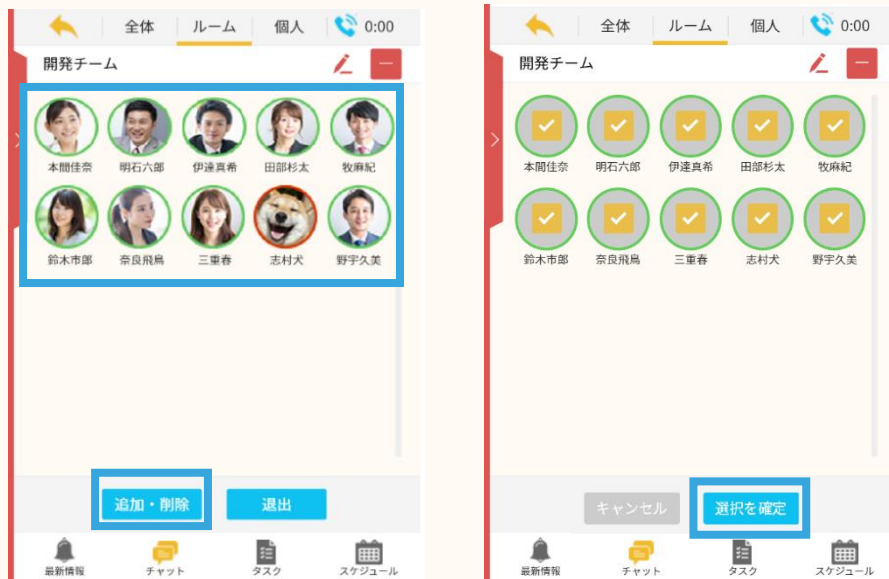 全体 ルーム 個人 0:00
開発チーム
本間佳奈 明石六郎 伊達真希 田部杉太 牧麻紀
鈴木市郎 奈良飛鳥 三重春 志村犬 野宇久美
追加・削除 退出
最新情報 チャット タスク スケジュール
全体 ルーム 個人 0:00
開発チーム
本間佳奈 明石六郎 伊達真希 田部杉太 牧麻紀
鈴木市郎 奈良飛鳥 三重春 志村犬 野宇久美
キャンセル 選択を確定
最新情報 チャット タスク スケジュール